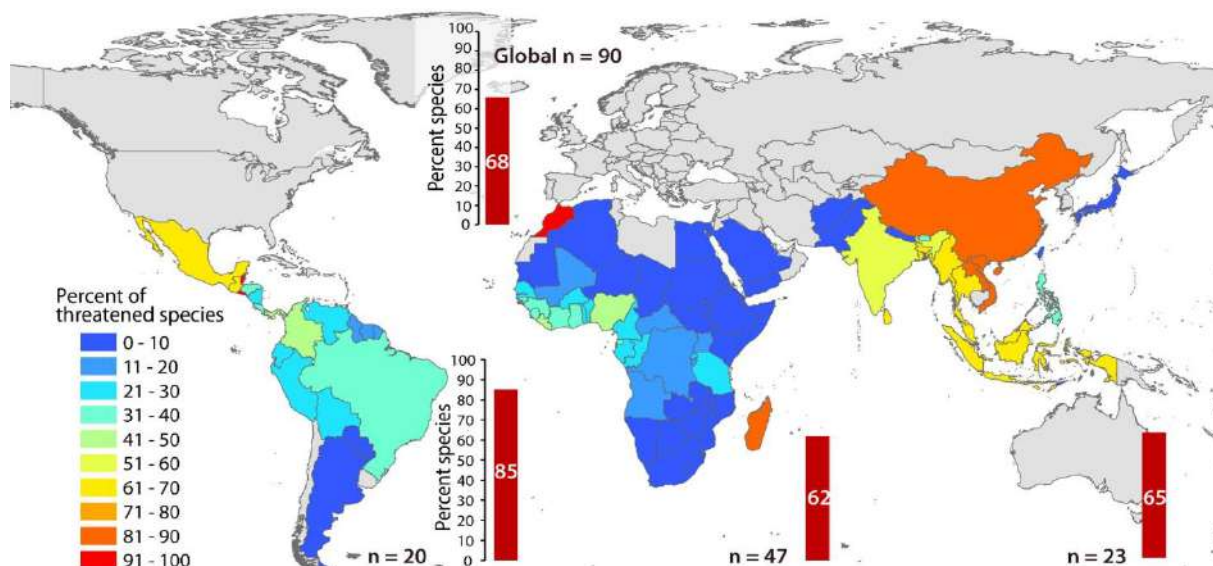 100
90
80
70
60
50
40
30
20
10
0
Percent species
Global n = 90
68
Percent of
threatened species
0 - 10
11 - 20
21 - 30
31 - 40
41 - 50
51 - 60
61 - 70
71 - 80
81 - 90
91 - 100
n = 20
100
90
80
70
60
50
40
30
20
10
0
Percent species
85
n = 47
62
n = 23
65